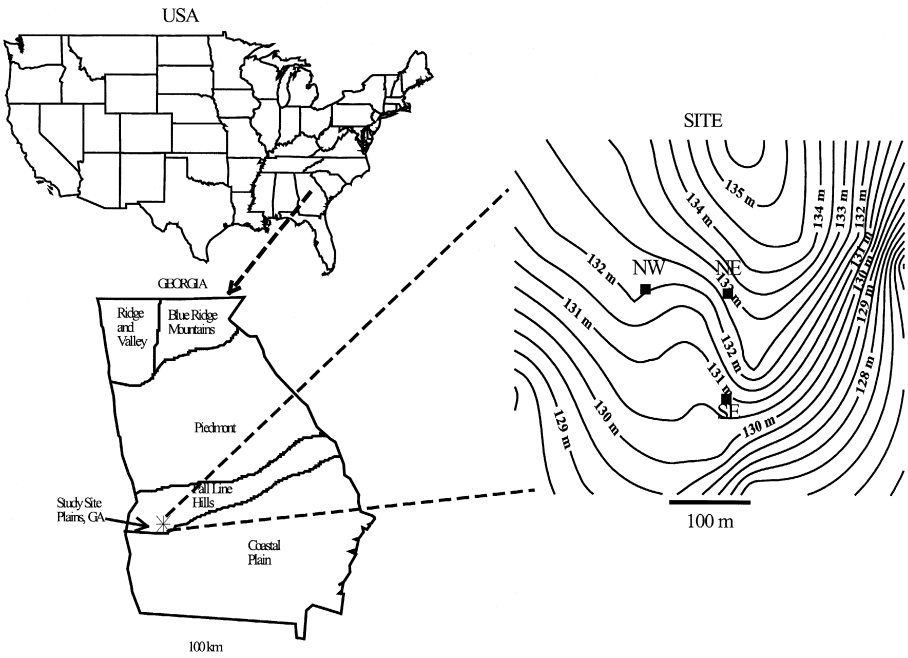 USA
GEORGIA
Ridge
and
Valley
Blue Ridge
Mountains
Piedmont
Fall Line
Hills
Study Site
Plains, GA
Coastal
Plain
100 km
SITE
135 m
134 m
134 m
133 m
132 m
131 m
130 m
129 m
128 m
132 m
NW
NE
131 m
132 m
131 m
SE
130 m
130 m
129 m
100 m